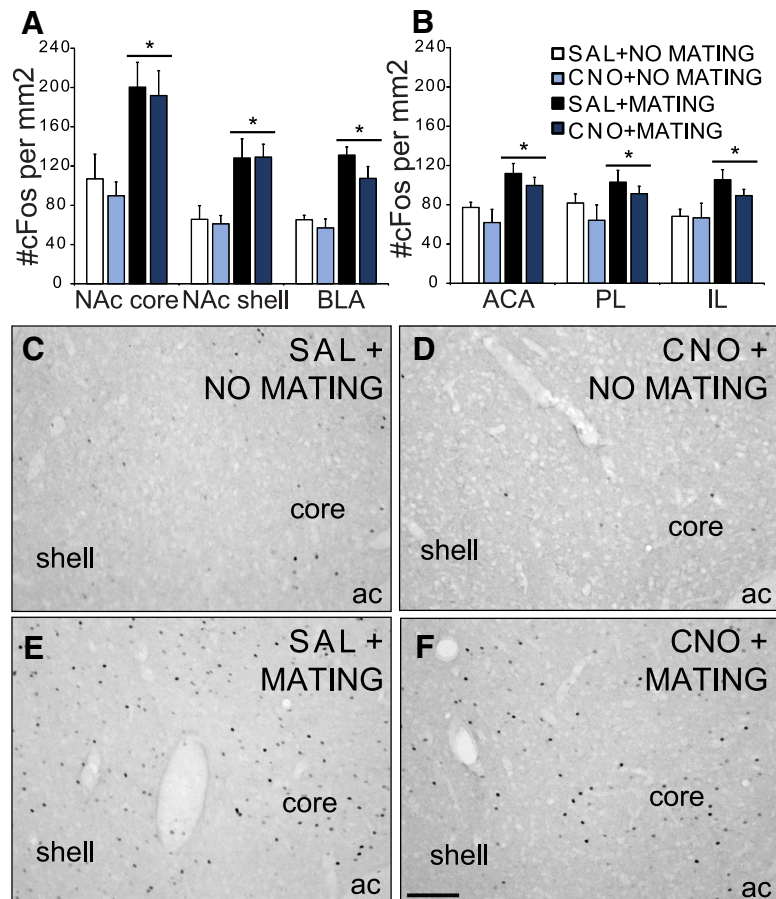 A
#cFos per mm2
240
200
160
120
80
40
0
*
*
*
NAc core
NAc shell
BLA
B
#cFos per mm2
240
200
160
120
80
40
0
SAL+NO MATING
CNO+NO MATING
SAL+MATING
CNO+MATING
*
*
*
ACA
PL
IL
C
SAL +
NO MATING
core
shell
ac
D
CNO +
NO MATING
core
shell
ac
E
SAL +
MATING
core
shell
ac
F
CNO +
MATING
core
shell
ac